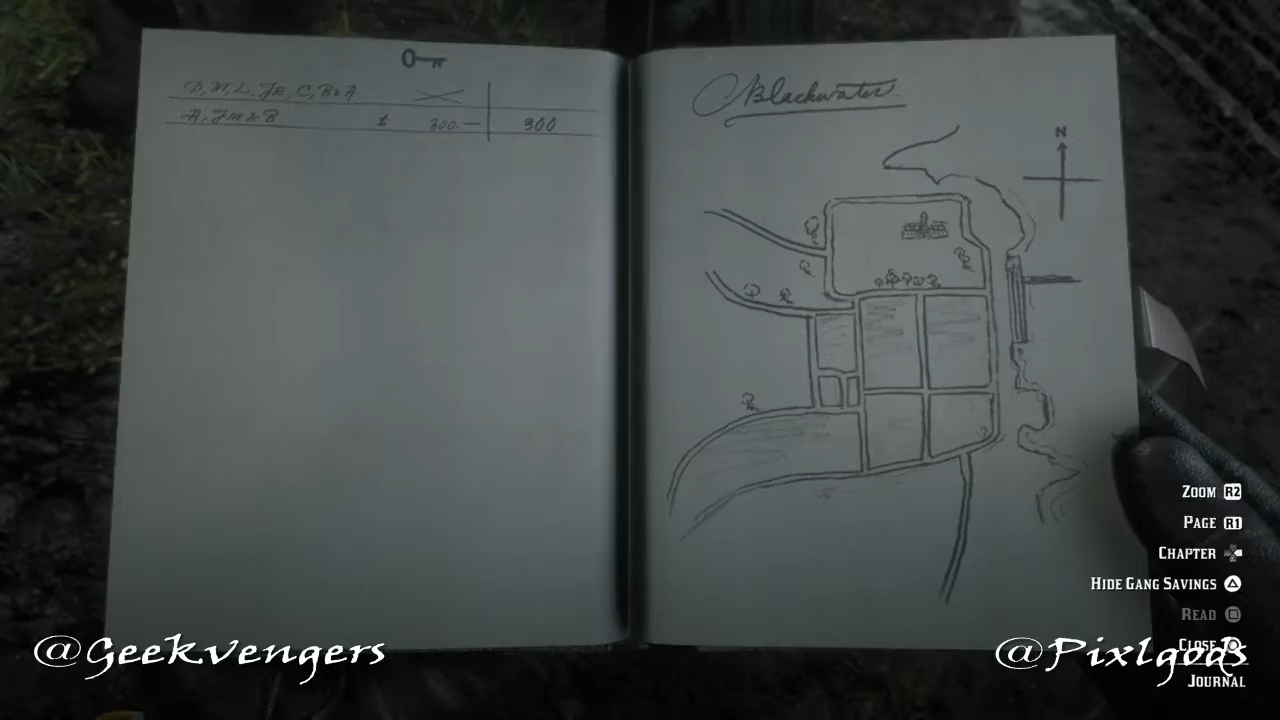 D, M, L, JE, C, B & A
A, JM & B $ 300.— 300
Blackwater
N
ZOOM R2
PAGE R1
CHAPTER
HIDE GANG SAVINGS
READ
CLOSE
JOURNAL
@Geekvengers
@Pixlgods